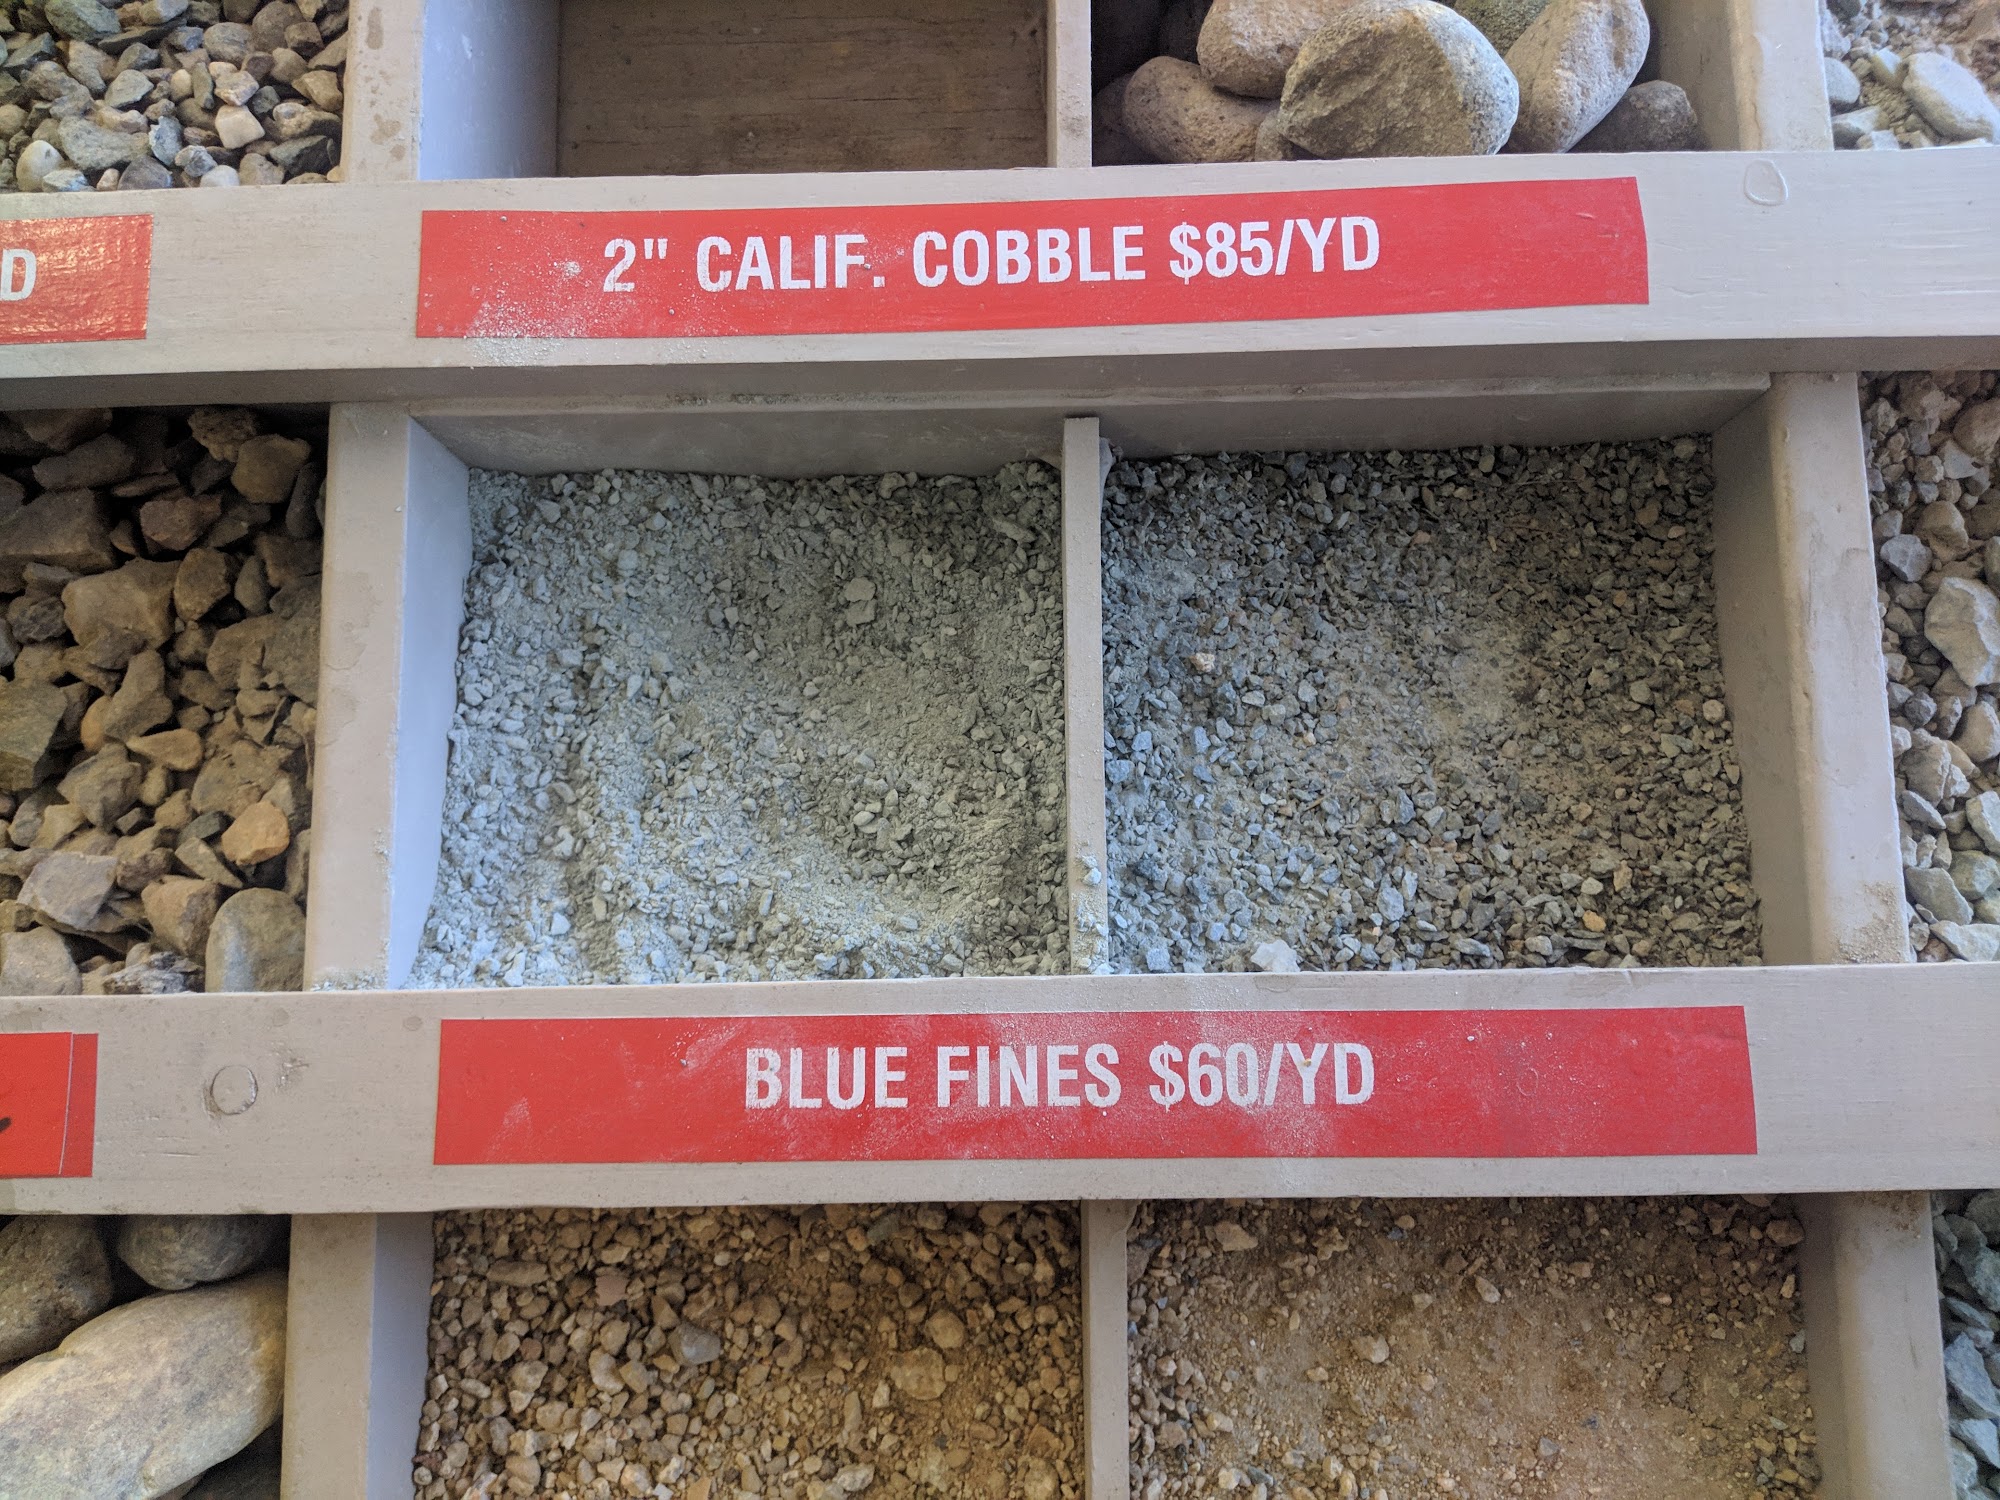 D
2" CALIF. COBBLE $85/YD
BLUE FINES $60/YD